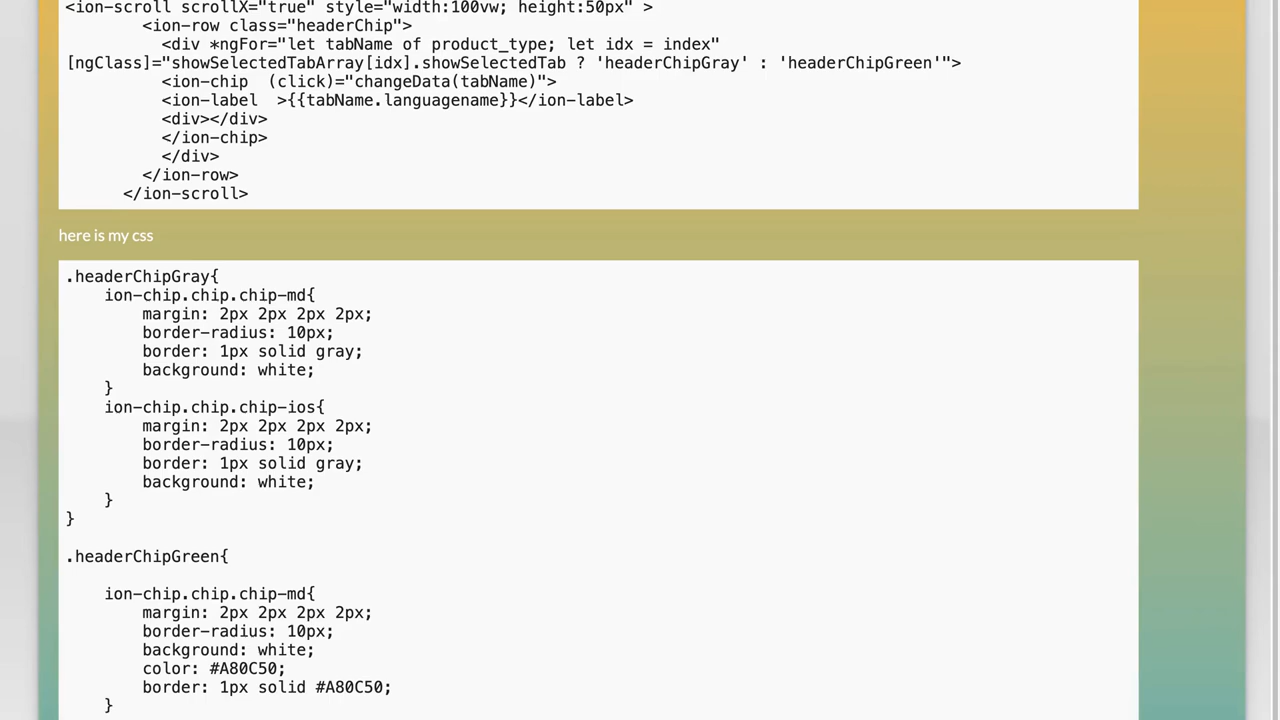 <ion-scroll scrollX="true" style="width:100vw; height:50px" >
<ion-row class="headerChip">
<div *ngFor="let tabName of product_type; let idx = index"
[ngClass]="showSelectedTabArray[idx].showSelectedTab ? 'headerChipGray' : 'headerChipGreen'">
<ion-chip  (click)="changeData(tabName)">
<ion-label  >{{tabName.languagename}}</ion-label>
<div></div>
</ion-chip>
</div>
</ion-row>
</ion-scroll>
here is my css
.headerChipGray{
ion-chip.chip.chip-md{
margin: 2px 2px 2px 2px;
border-radius: 10px;
border: 1px solid gray;
background: white;
}
ion-chip.chip.chip-ios{
margin: 2px 2px 2px 2px;
border-radius: 10px;
border: 1px solid gray;
background: white;
}
}
.headerChipGreen{
ion-chip.chip.chip-md{
margin: 2px 2px 2px 2px;
border-radius: 10px;
background: white;
color: #A80C50;
border: 1px solid #A80C50;
}